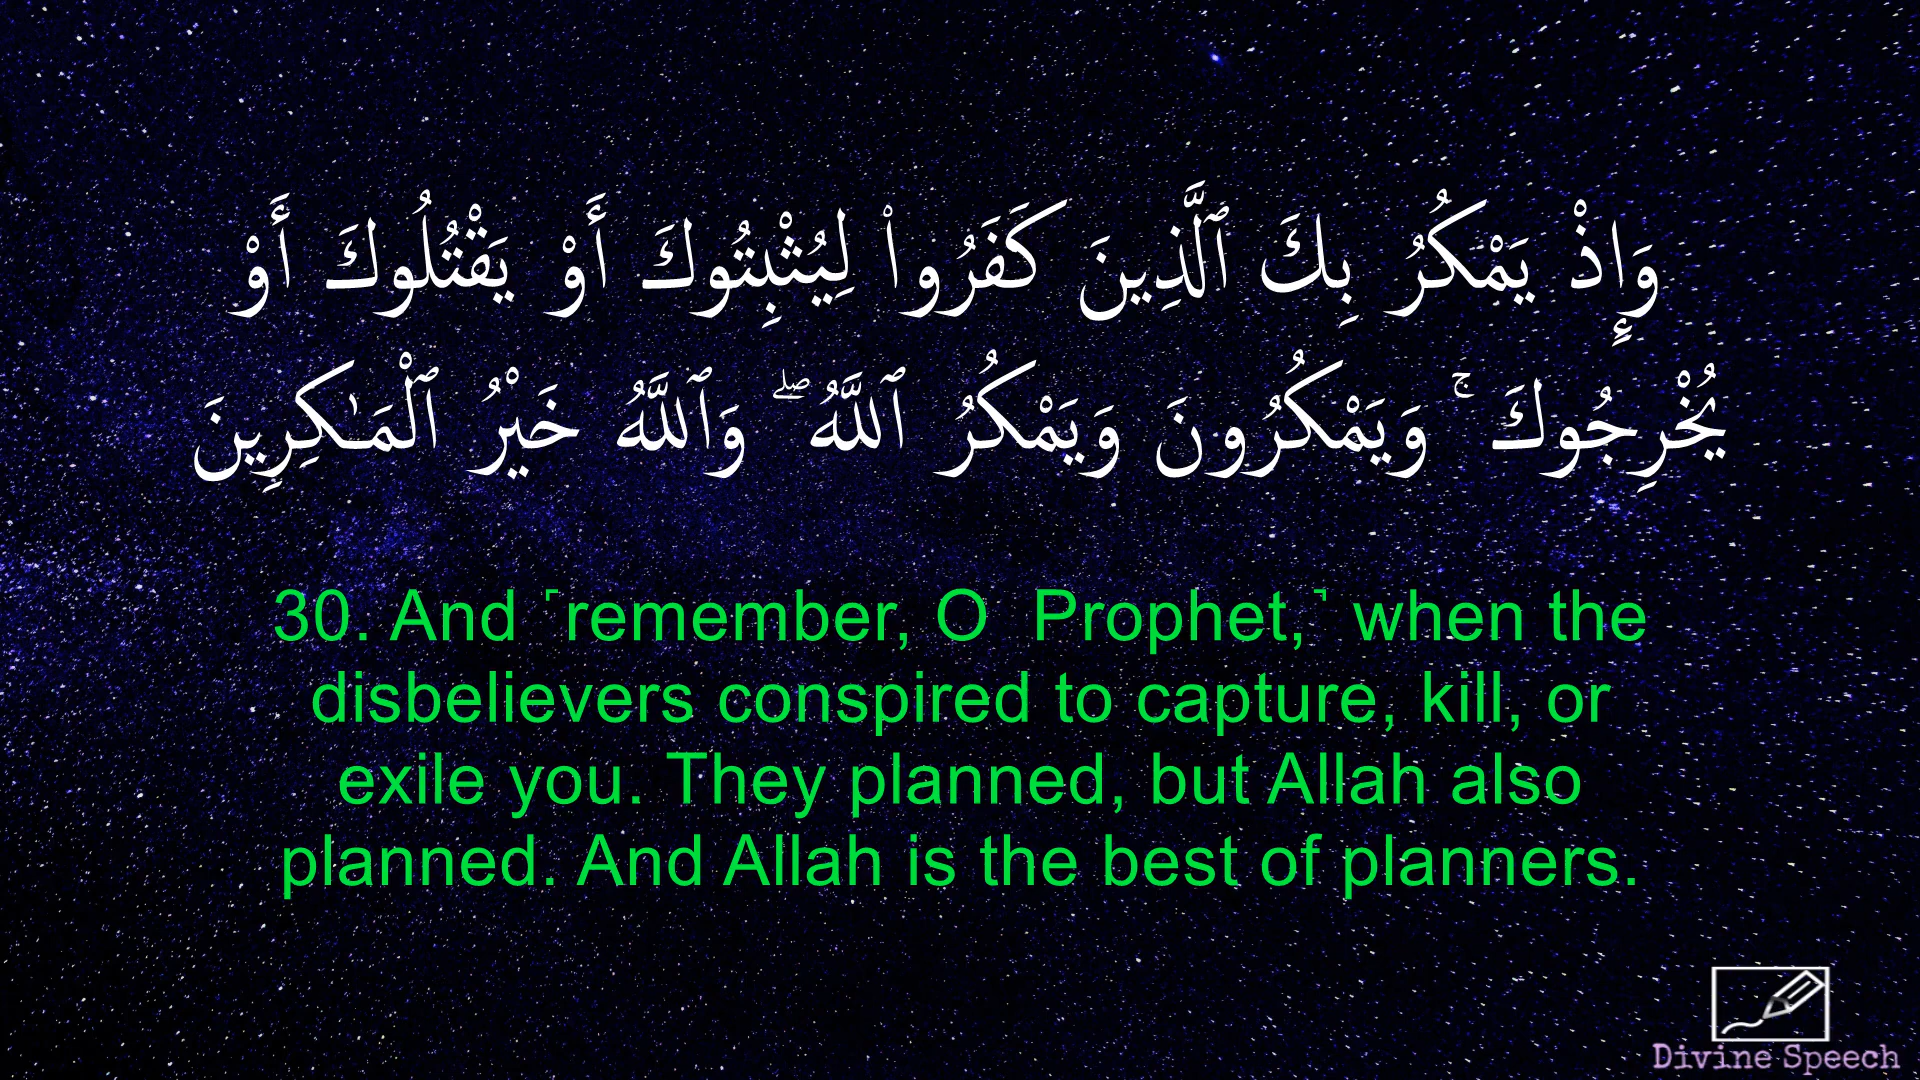 وَإِذْ يَمْكُرُ بِكَ ٱلَّذِينَ كَفَرُوا۟ لِيُثْبِتُوكَ أَوْ يَقْتُلُوكَ أَوْ
يُخْرِجُوكَ ۚ وَيَمْكُرُونَ وَيَمْكُرُ ٱللَّهُ ۖ وَٱللَّهُ خَيْرُ ٱلْمَـٰكِرِينَ
30. And ˹remember, O  Prophet,˺ when the
disbelievers conspired to capture, kill, or
exile you. They planned, but Allah also
planned. And Allah is the best of planners.
Divine Speech